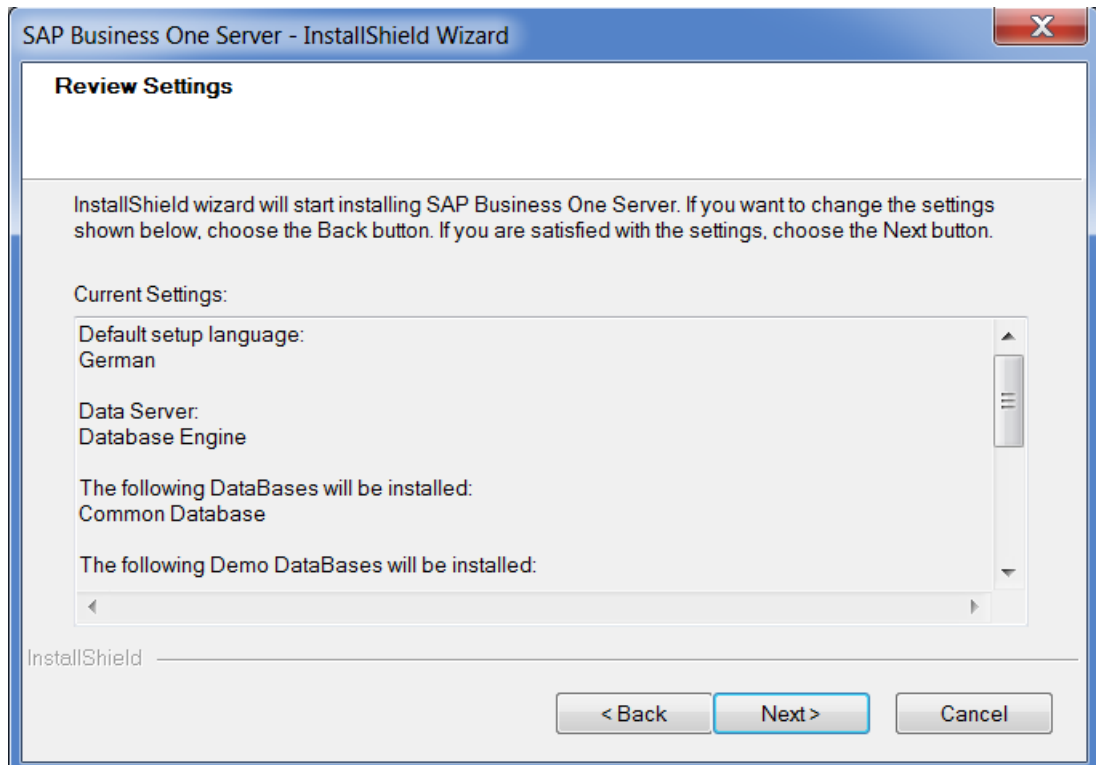 SAP Business One Server - InstallShield Wizard
Review Settings
InstallShield wizard will start installing SAP Business One Server. If you want to change the settings
shown below, choose the Back button. If you are satisfied with the settings, choose the Next button.
Current Settings:
Default setup language:
German
Data Server:
Database Engine
The following DataBases will be installed:
Common Database
The following Demo DataBases will be installed:
InstallShield
< Back
Next >
Cancel